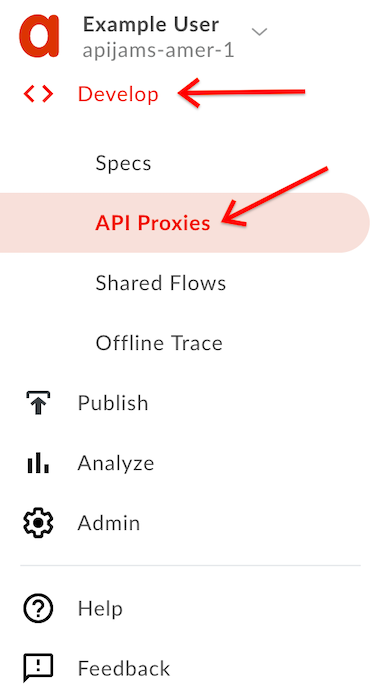 Example User
apijams-amer-1
Develop
Specs
API Proxies
Shared Flows
Offline Trace
Publish
Analyze
Admin
Help
Feedback